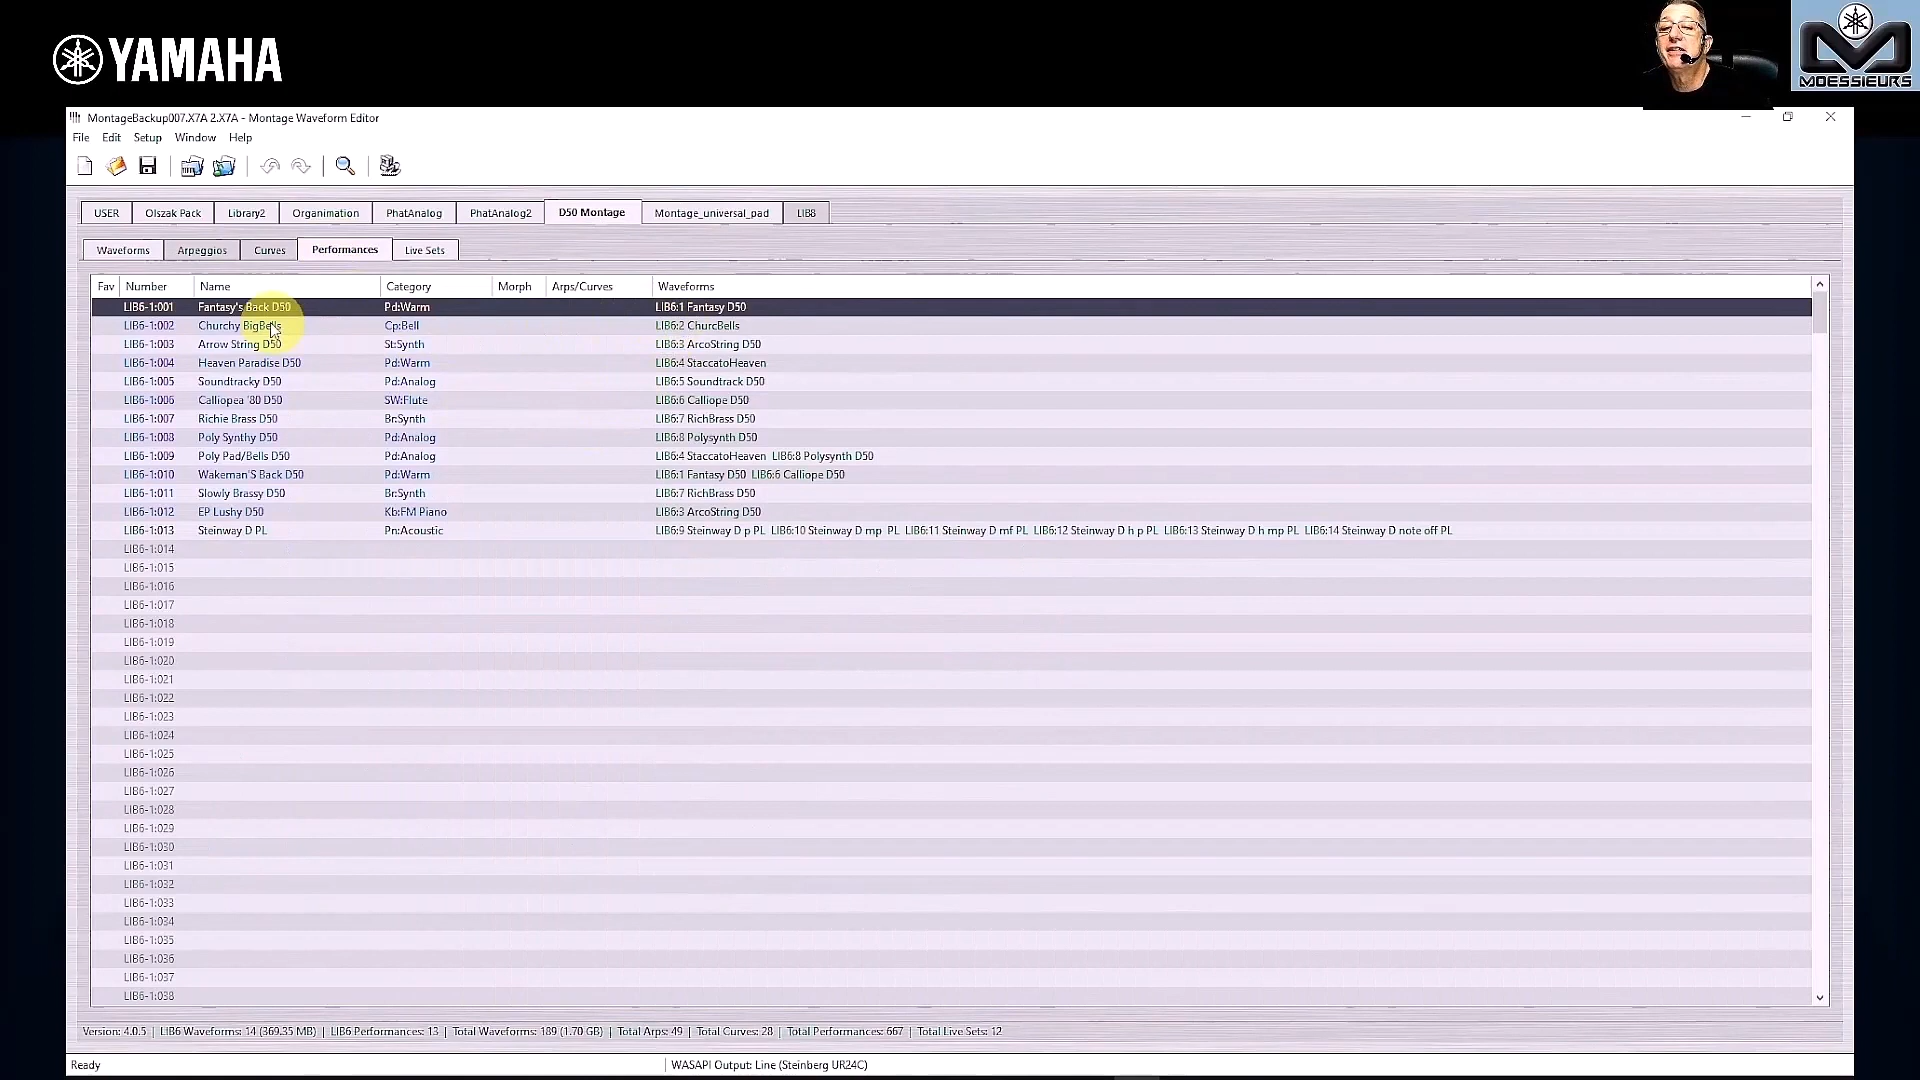 YAMAHA
MOESSIEURS
MontageBackup007.X7A 2.X7A - Montage Waveform Editor
File Edit Setup Window Help
USER Olszak Pack Library2 Organimation PhatAnalog PhatAnalog2 D50 Montage Montage_universal_pad LIB8
Waveforms Arpeggios Curves Performances Live Sets
Fav Number Name Category Morph Arps/Curves Waveforms
LIB6-1:001 Fantasy's Back D50 Pd:Warm LIB6:1 Fantasy D50
LIB6-1:002 Churchy BigBells Cp:Bell LIB6:2 ChurcBells
LIB6-1:003 Arrow String D50 St:Synth LIB6:3 ArcoString D50
LIB6-1:004 Heaven Paradise D50 Pd:Warm LIB6:4 StaccatoHeaven
LIB6-1:005 Soundtracky D50 Pd:Analog LIB6:5 Soundtrack D50
LIB6-1:006 Calliopea '80 D50 SW:Flute LIB6:6 Calliope D50
LIB6-1:007 Richie Brass D50 Br:Synth LIB6:7 RichBrass D50
LIB6-1:008 Poly Synthy D50 Pd:Analog LIB6:8 Polysynth D50
LIB6-1:009 Poly Pad/Bells D50 Pd:Analog LIB6:4 StaccatoHeaven LIB6:8 Polysynth D50
LIB6-1:010 Wakeman'S Back D50 Pd:Warm LIB6:1 Fantasy D50 LIB6:6 Calliope D50
LIB6-1:011 Slowly Brassy D50 Br:Synth LIB6:7 RichBrass D50
LIB6-1:012 EP Lushy D50 Kb:FM Piano LIB6:3 ArcoString D50
LIB6-1:013 Steinway D PL Pn:Acoustic LIB6:9 Steinway D p PL LIB6:10 Steinway D mp PL LIB6:11 Steinway D mf PL LIB6:12 Steinway D h p PL LIB6:13 Steinway D h mp PL LIB6:14 Steinway D note off PL
LIB6-1:014
LIB6-1:015
LIB6-1:016
LIB6-1:017
LIB6-1:018
LIB6-1:019
LIB6-1:020
LIB6-1:021
LIB6-1:022
LIB6-1:023
LIB6-1:024
LIB6-1:025
LIB6-1:026
LIB6-1:027
LIB6-1:028
LIB6-1:029
LIB6-1:030
LIB6-1:031
LIB6-1:032
LIB6-1:033
LIB6-1:034
LIB6-1:035
LIB6-1:036
LIB6-1:037
LIB6-1:038
Version: 4.0.5 | LIB6 Waveforms: 14 (369.35 MB) | LIB6 Performances: 13 | Total Waveforms: 189 (1.70 GB) | Total Arps: 49 | Total Curves: 28 | Total Performances: 667 | Total Live Sets: 12
Ready WASAPI Output: Line (Steinberg UR24C)